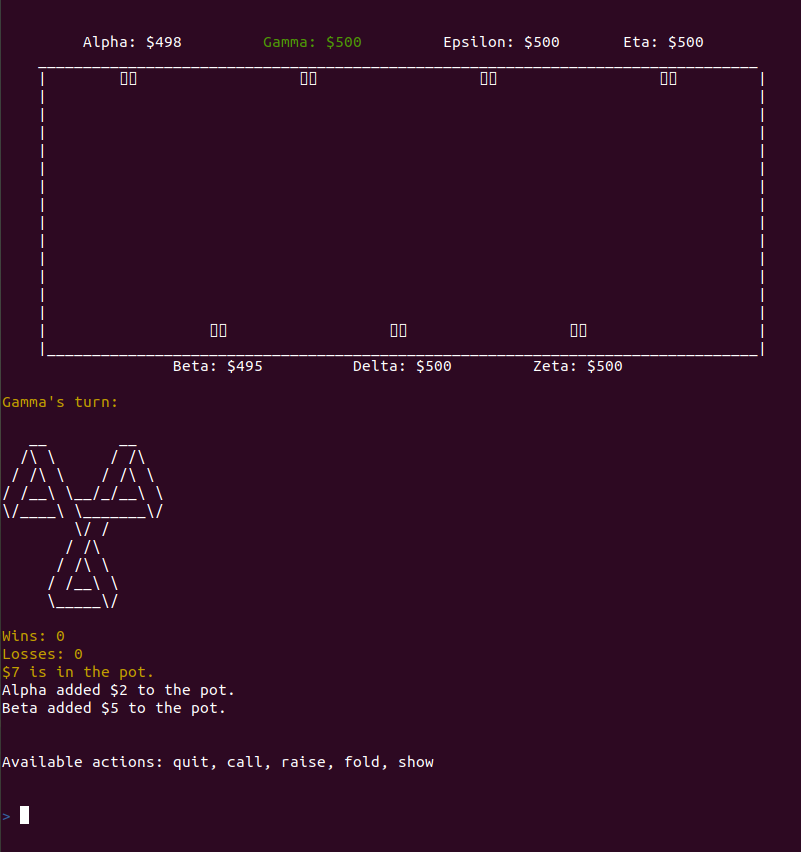 Alpha: $498 Gamma: $500 Epsilon: $500 Eta: $500
Beta: $495 Delta: $500 Zeta: $500
Gamma's turn:
Wins: 0
Losses: 0
$7 is in the pot.
Alpha added $2 to the pot.
Beta added $5 to the pot.
Available actions: quit, call, raise, fold, show
>